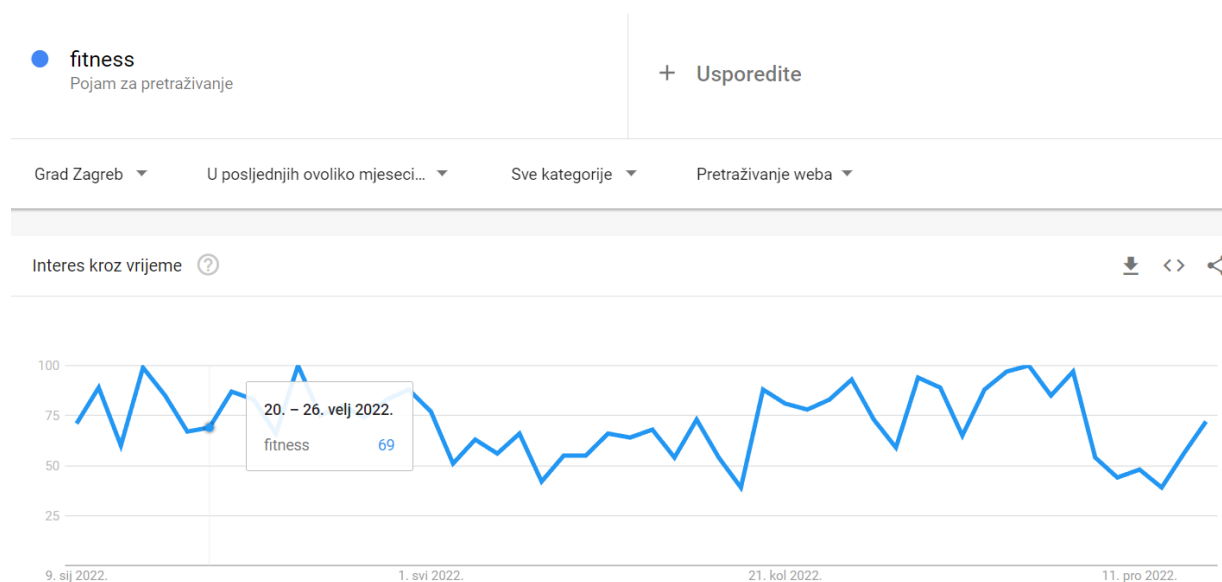 fitness
Pojam za pretraživanje
+ Usporedite
Grad Zagreb
U posljednjih ovoliko mjeseci...
Sve kategorije
Pretraživanje weba
Interes kroz vrijeme
100
75
50
25
20. – 26. velj 2022.
fitness 69
9. sij 2022.
1. svi 2022.
21. kol 2022.
11. pro 2022.